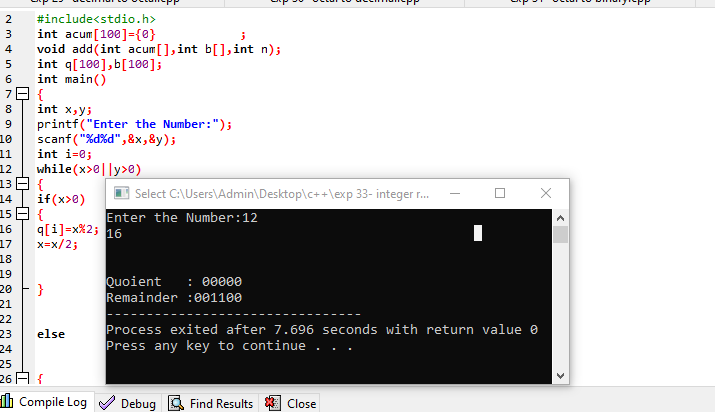 Exp 29 - decimal to octal.cpp Exp 30 - octal to decimal.cpp Exp 31 - octal to binary.cpp
2 #include<stdio.h>
3 int acum[100]={0} ;
4 void add(int acum[],int b[],int n);
5 int q[100],b[100];
6 int main()
7 {
8 int x,y;
9 printf("Enter the Number:");
10 scanf("%d%d",&x,&y);
11 int i=0;
12 while(x>0||y>0)
13 {
14 if(x>0)
15 {
16 q[i]=x%2;
17 x=x/2;
18
19
20 }
21
22
23 else
24
25
26 {
Select C:\Users\Admin\Desktop\c++\exp 33- integer r...
Enter the Number:12
16
Quoient : 00000
Remainder :001100
--------------------------------
Process exited after 7.696 seconds with return value 0
Press any key to continue . . .
Compile Log Debug Find Results Close